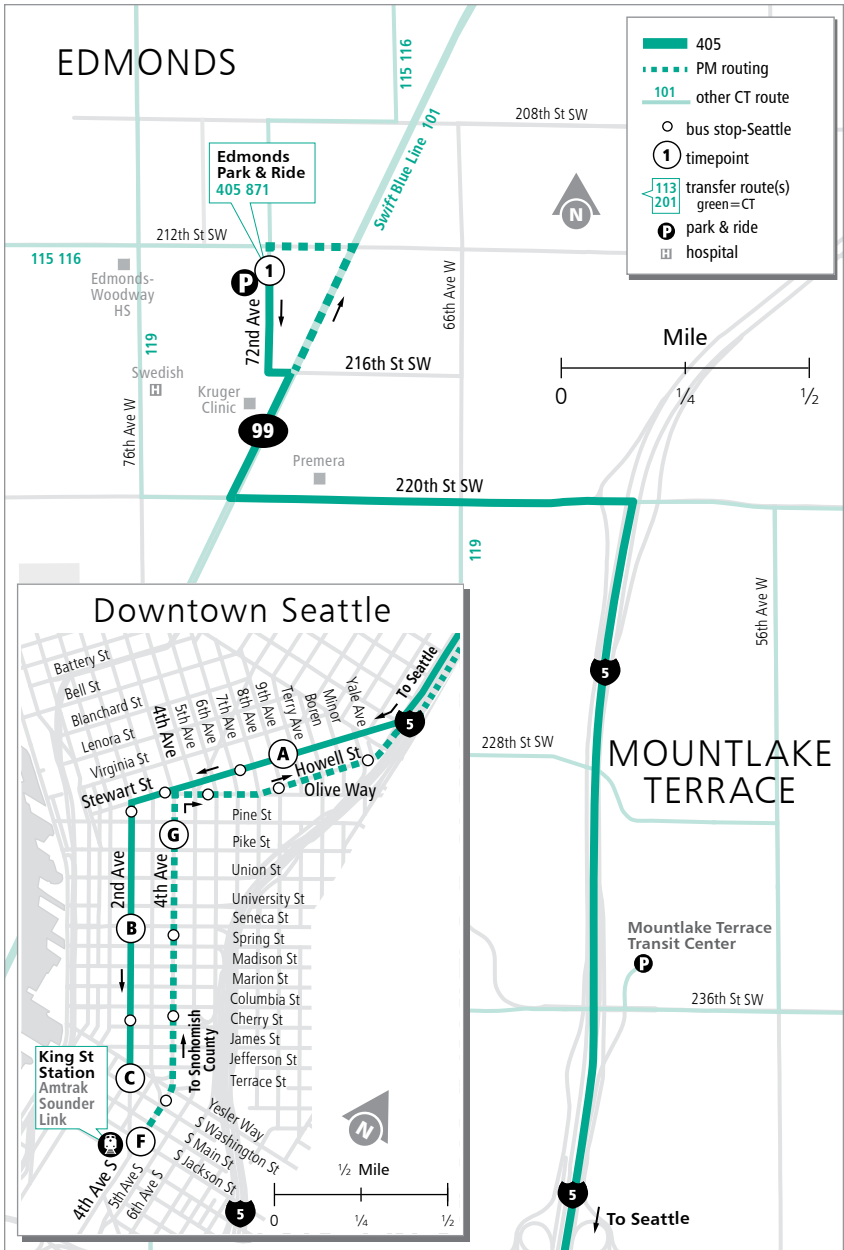 EDMONDS
115 116
Swift Blue Line 101
208th St SW
405
PM routing
101
other CT route
bus stop-Seattle
1
timepoint
113
201
transfer route(s)
green=CT
P
park & ride
H
hospital
N
Edmonds
Park & Ride
405 871
212th St SW
115 116
1
P
Edmonds-
Woodway
HS
72nd Ave
66th Ave W
119
Swedish
H
76th Ave W
216th St SW
Kruger
Clinic
99
Mile
0
1/4
1/2
Premera
220th St SW
119
56th Ave W
5
228th St SW
MOUNTLAKE
TERRACE
Mountlake Terrace
Transit Center
P
236th St SW
5
To Seattle
Downtown Seattle
Battery St
Bell St
Blanchard St
Lenora St
Virginia St
Stewart St
4th Ave
5th Ave
6th Ave
7th Ave
8th Ave
9th Ave
Terry Ave
Boren
Minor
Yale Ave
To Seattle
5
A
Howell St
Olive Way
G
Pine St
Pike St
Union St
University St
Seneca St
Spring St
Madison St
Marion St
Columbia St
Cherry St
James St
Jefferson St
Terrace St
2nd Ave
4th Ave
B
To Snohomish
County
C
King St
Station
Amtrak
Sounder
Link
F
Yesler Way
S Washington St
S Main St
S Jackson St
4th Ave S
5th Ave S
6th Ave S
5
N
1/2 Mile
0
1/4
1/2